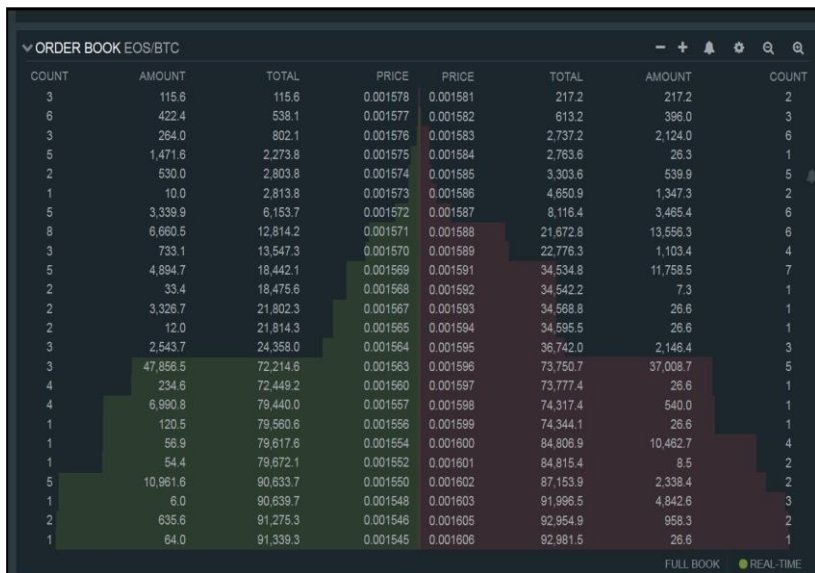 ORDER BOOK EOS/BTC
COUNT AMOUNT TOTAL PRICE PRICE TOTAL AMOUNT COUNT
3 115.6 115.6 0.001578 0.001581 217.2 217.2 2
6 422.4 538.1 0.001577 0.001582 613.2 396.0 3
3 264.0 802.1 0.001576 0.001583 2,737.2 2,124.0 6
5 1,471.6 2,273.8 0.001575 0.001584 2,763.6 26.3 1
2 530.0 2,803.8 0.001574 0.001585 3,303.6 539.9 5
1 10.0 2,813.8 0.001573 0.001586 4,650.9 1,347.3 2
5 3,339.9 6,153.7 0.001572 0.001587 8,116.4 3,465.4 6
8 6,660.5 12,814.2 0.001571 0.001588 21,672.8 13,556.3 6
3 733.1 13,547.3 0.001570 0.001589 22,776.3 1,103.4 4
5 4,894.7 18,442.1 0.001569 0.001591 34,534.8 11,758.5 7
2 33.4 18,475.6 0.001568 0.001592 34,542.2 7.3 1
2 3,326.7 21,802.3 0.001567 0.001593 34,568.8 26.6 1
2 12.0 21,814.3 0.001565 0.001594 34,595.5 26.6 1
3 2,543.7 24,358.0 0.001564 0.001595 36,742.0 2,146.4 3
3 47,856.5 72,214.6 0.001563 0.001596 73,750.7 37,008.7 5
4 234.6 72,449.2 0.001560 0.001597 73,777.4 26.6 1
4 6,990.8 79,440.0 0.001557 0.001598 74,317.4 540.0 1
1 120.5 79,560.6 0.001556 0.001599 74,344.1 26.6 1
1 56.9 79,617.6 0.001554 0.001600 84,806.9 10,462.7 4
1 54.4 79,672.1 0.001552 0.001601 84,815.4 8.5 2
5 10,961.6 90,633.7 0.001550 0.001602 87,153.9 2,338.4 2
1 6.0 90,639.7 0.001548 0.001603 91,996.5 4,842.6 3
2 635.6 91,275.3 0.001546 0.001605 92,954.9 958.3 2
1 64.0 91,339.3 0.001545 0.001606 92,981.5 26.6 1
FULL BOOK REAL-TIME